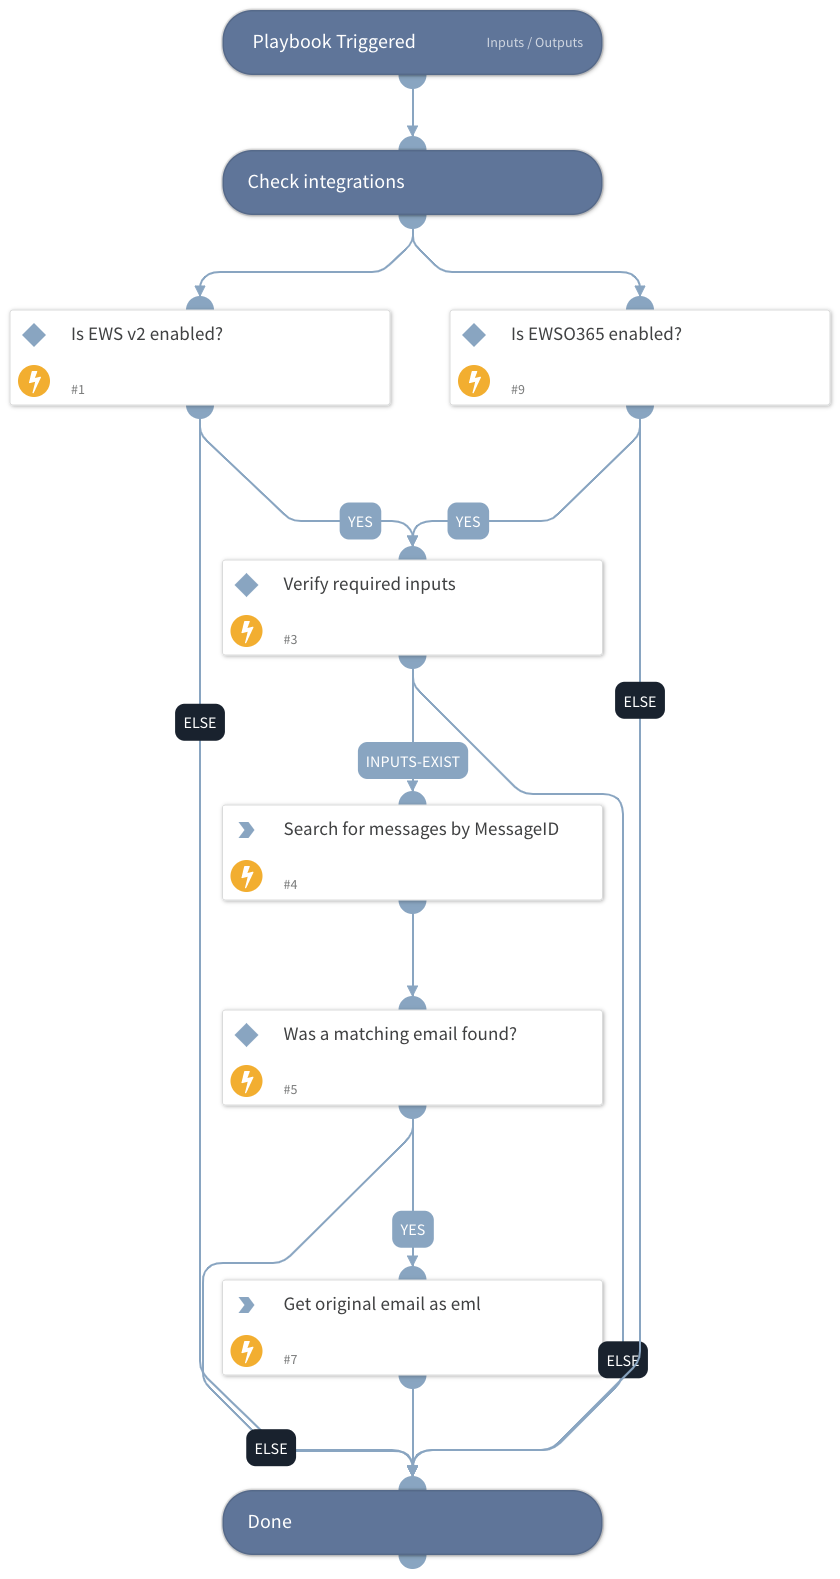 Playbook Triggered
Inputs / Outputs
Check integrations
Is EWS v2 enabled?
#1
Is EWSO365 enabled?
#9
YES
YES
Verify required inputs
#3
ELSE
ELSE
INPUTS-EXIST
Search for messages by MessageID
#4
Was a matching email found?
#5
YES
Get original email as eml
#7
ELSE
ELSE
Done